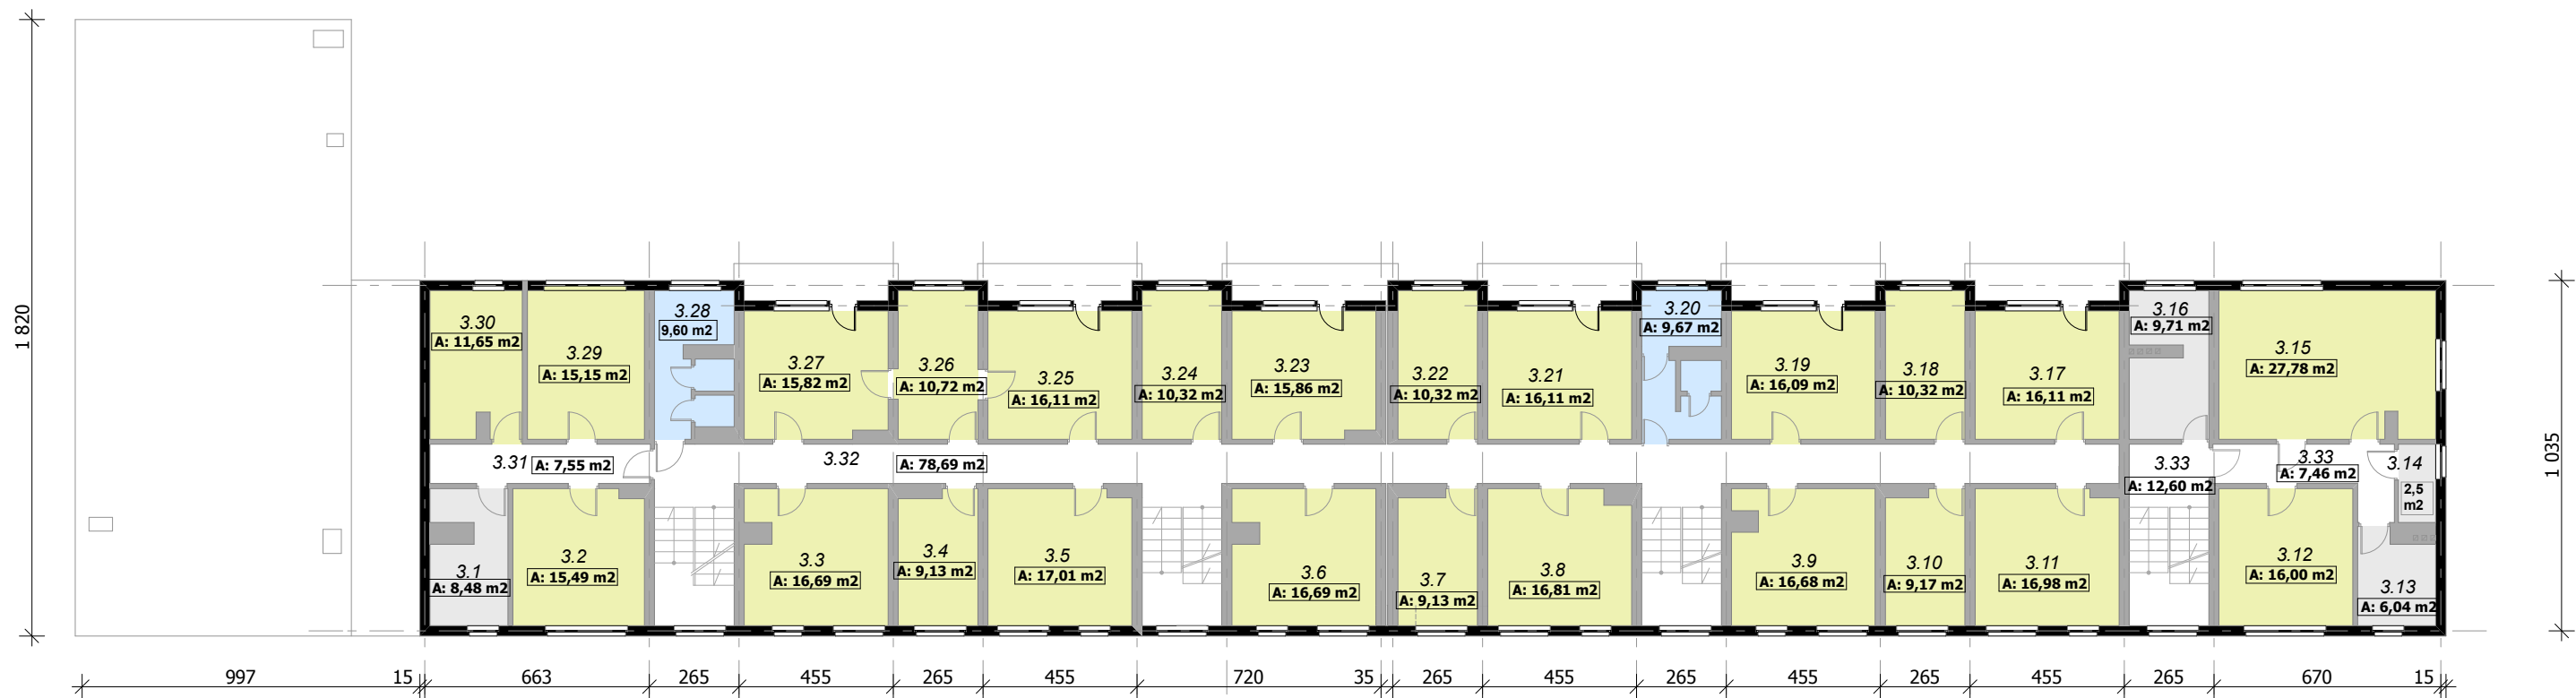 1 820
3.30
A: 11,65 m2
3.29
A: 15,15 m2
3.28
9,60 m2
3.27
A: 15,82 m2
3.26
A: 10,72 m2
3.25
A: 16,11 m2
3.24
A: 10,32 m2
3.23
A: 15,86 m2
3.22
A: 10,32 m2
3.21
A: 16,11 m2
3.20
A: 9,67 m2
3.19
A: 16,09 m2
3.18
A: 10,32 m2
3.17
A: 16,11 m2
3.16
A: 9,71 m2
3.15
A: 27,78 m2
3.31 A: 7,55 m2
3.32 A: 78,69 m2
3.33
A: 12,60 m2
3.33
A: 7,46 m2
3.14
2,5
m2
1 035
3.1
A: 8,48 m2
3.2
A: 15,49 m2
3.3
A: 16,69 m2
3.4
A: 9,13 m2
3.5
A: 17,01 m2
3.6
A: 16,69 m2
3.7
A: 9,13 m2
3.8
A: 16,81 m2
3.9
A: 16,68 m2
3.10
A: 9,17 m2
3.11
A: 16,98 m2
3.12
A: 16,00 m2
3.13
A: 6,04 m2
997 15 663 265 455 265 455 720 35 265 455 265 455 265 455 265 670 15